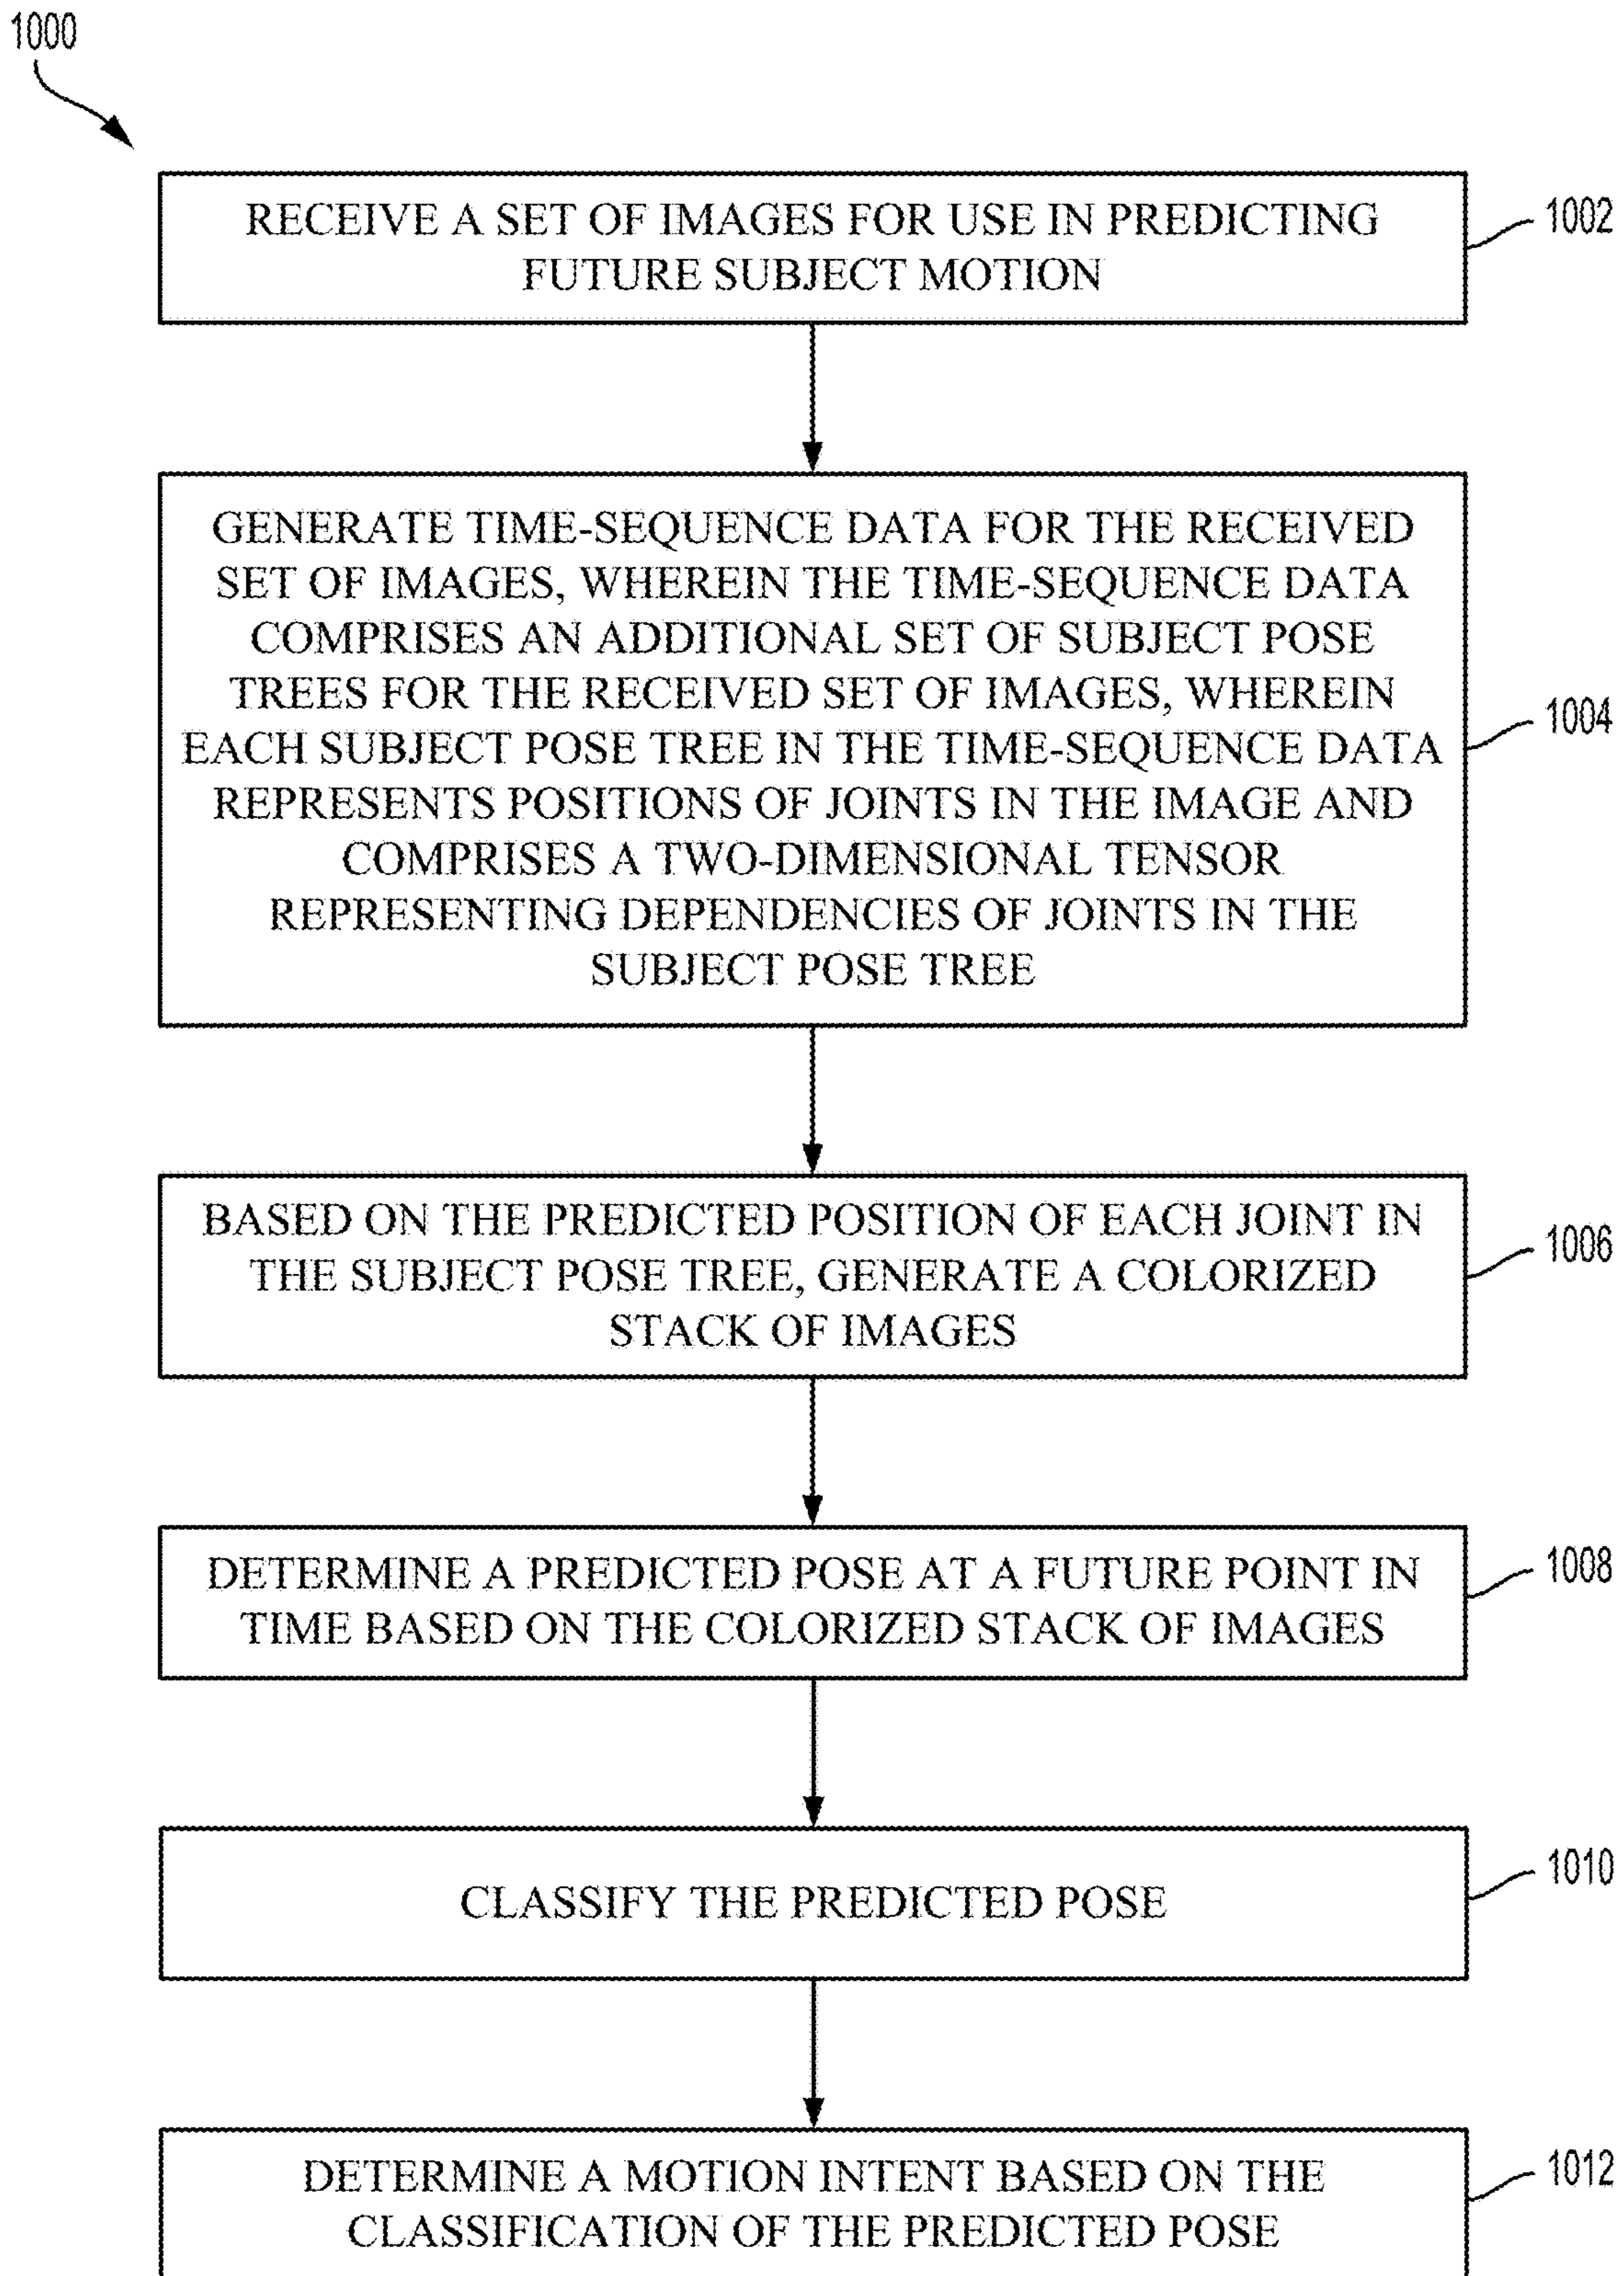 1000
RECEIVE A SET OF IMAGES FOR USE IN PREDICTING
FUTURE SUBJECT MOTION
1002
GENERATE TIME-SEQUENCE DATA FOR THE RECEIVED
SET OF IMAGES, WHEREIN THE TIME-SEQUENCE DATA
COMPRISES AN ADDITIONAL SET OF SUBJECT POSE
TREES FOR THE RECEIVED SET OF IMAGES, WHEREIN
EACH SUBJECT POSE TREE IN THE TIME-SEQUENCE DATA
REPRESENTS POSITIONS OF JOINTS IN THE IMAGE AND
COMPRISES A TWO-DIMENSIONAL TENSOR
REPRESENTING DEPENDENCIES OF JOINTS IN THE
SUBJECT POSE TREE
1004
BASED ON THE PREDICTED POSITION OF EACH JOINT IN
THE SUBJECT POSE TREE, GENERATE A COLORIZED
STACK OF IMAGES
1006
DETERMINE A PREDICTED POSE AT A FUTURE POINT IN
TIME BASED ON THE COLORIZED STACK OF IMAGES
1008
CLASSIFY THE PREDICTED POSE
1010
DETERMINE A MOTION INTENT BASED ON THE
CLASSIFICATION OF THE PREDICTED POSE
1012